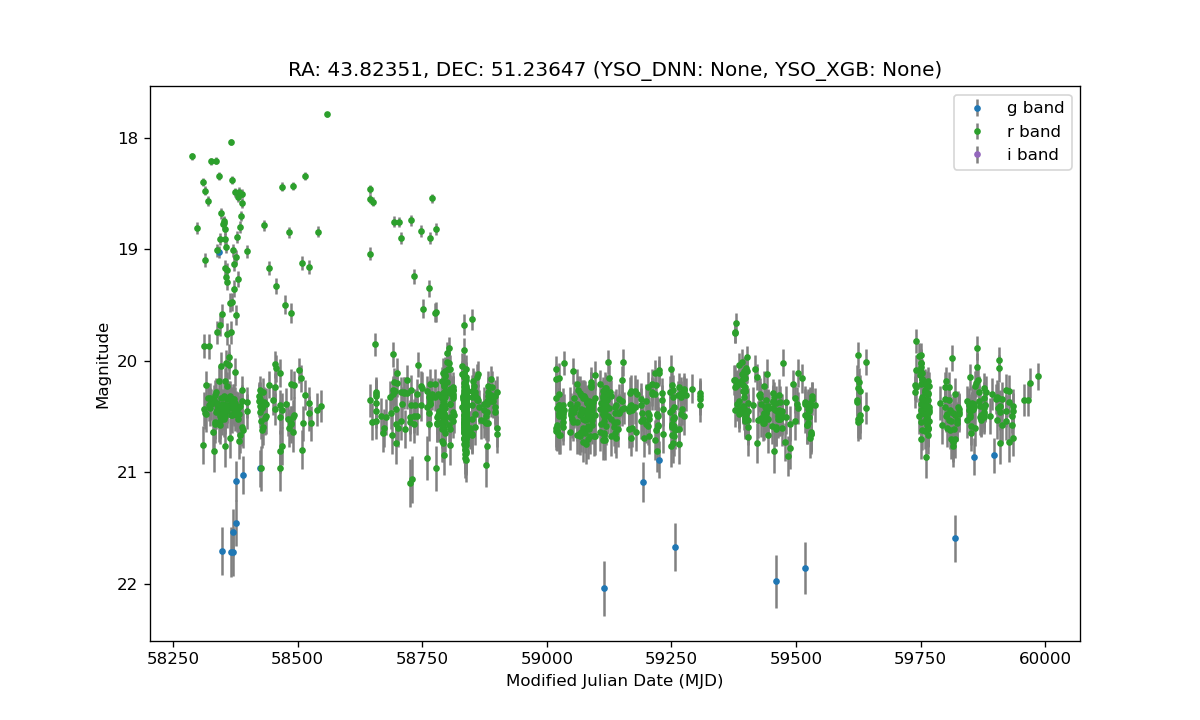 RA: 43.82351, DEC: 51.23647 (YSO_DNN: None, YSO_XGB: None)
g band
r band
i band
18
19
20
21
22
Magnitude
58250 58500 58750 59000 59250 59500 59750 60000
Modified Julian Date (MJD)